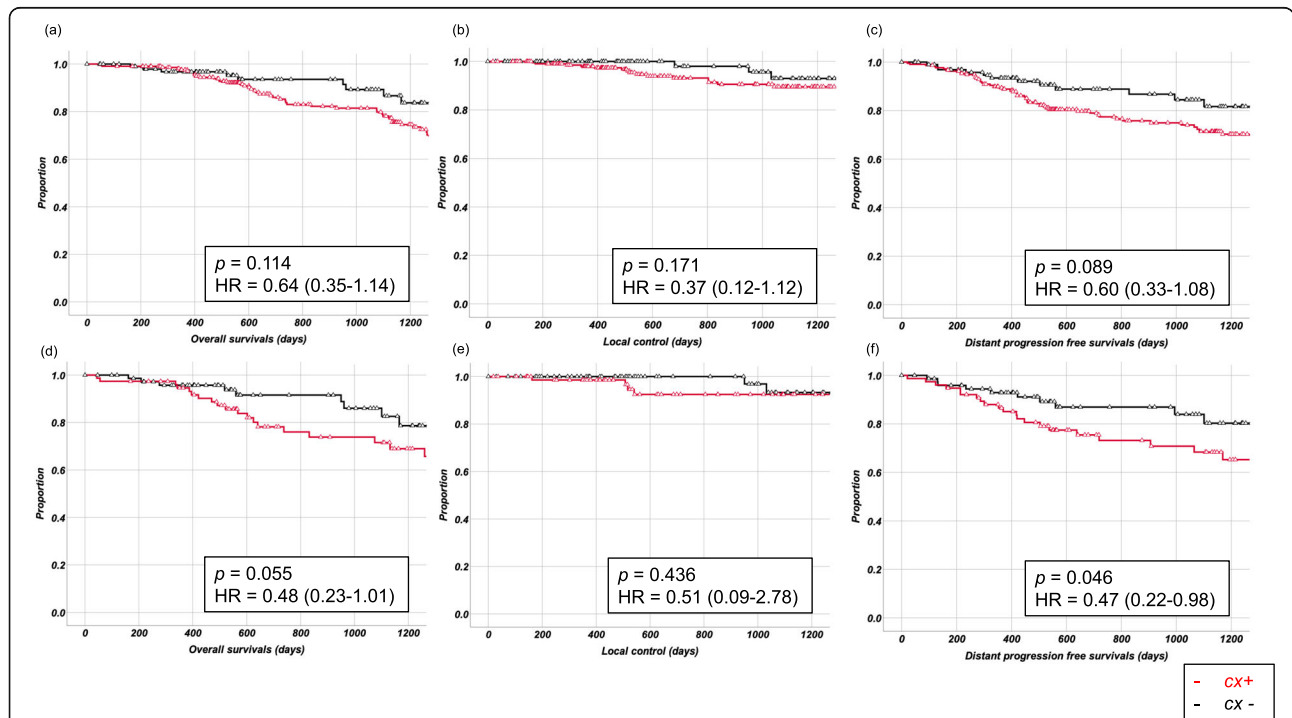 (a)
1.0
0.8
0.6
0.4
0.2
0.0
Proportion
p = 0.114
HR = 0.64 (0.35-1.14)
0 200 400 600 800 1000 1200
Overall survivals (days)
(b)
1.0
0.8
0.6
0.4
0.2
0.0
Proportion
p = 0.171
HR = 0.37 (0.12-1.12)
0 200 400 600 800 1000 1200
Local control (days)
(c)
1.0
0.8
0.6
0.4
0.2
0.0
Proportion
p = 0.089
HR = 0.60 (0.33-1.08)
0 200 400 600 800 1000 1200
Distant progression free survivals (days)
(d)
1.0
0.8
0.6
0.4
0.2
0.0
Proportion
p = 0.055
HR = 0.48 (0.23-1.01)
0 200 400 600 800 1000 1200
Overall survivals (days)
(e)
1.0
0.8
0.6
0.4
0.2
0.0
Proportion
p = 0.436
HR = 0.51 (0.09-2.78)
0 200 400 600 800 1000 1200
Local control (days)
(f)
1.0
0.8
0.6
0.4
0.2
0.0
Proportion
p = 0.046
HR = 0.47 (0.22-0.98)
0 200 400 600 800 1000 1200
Distant progression free survivals (days)
- cx+
- cx -